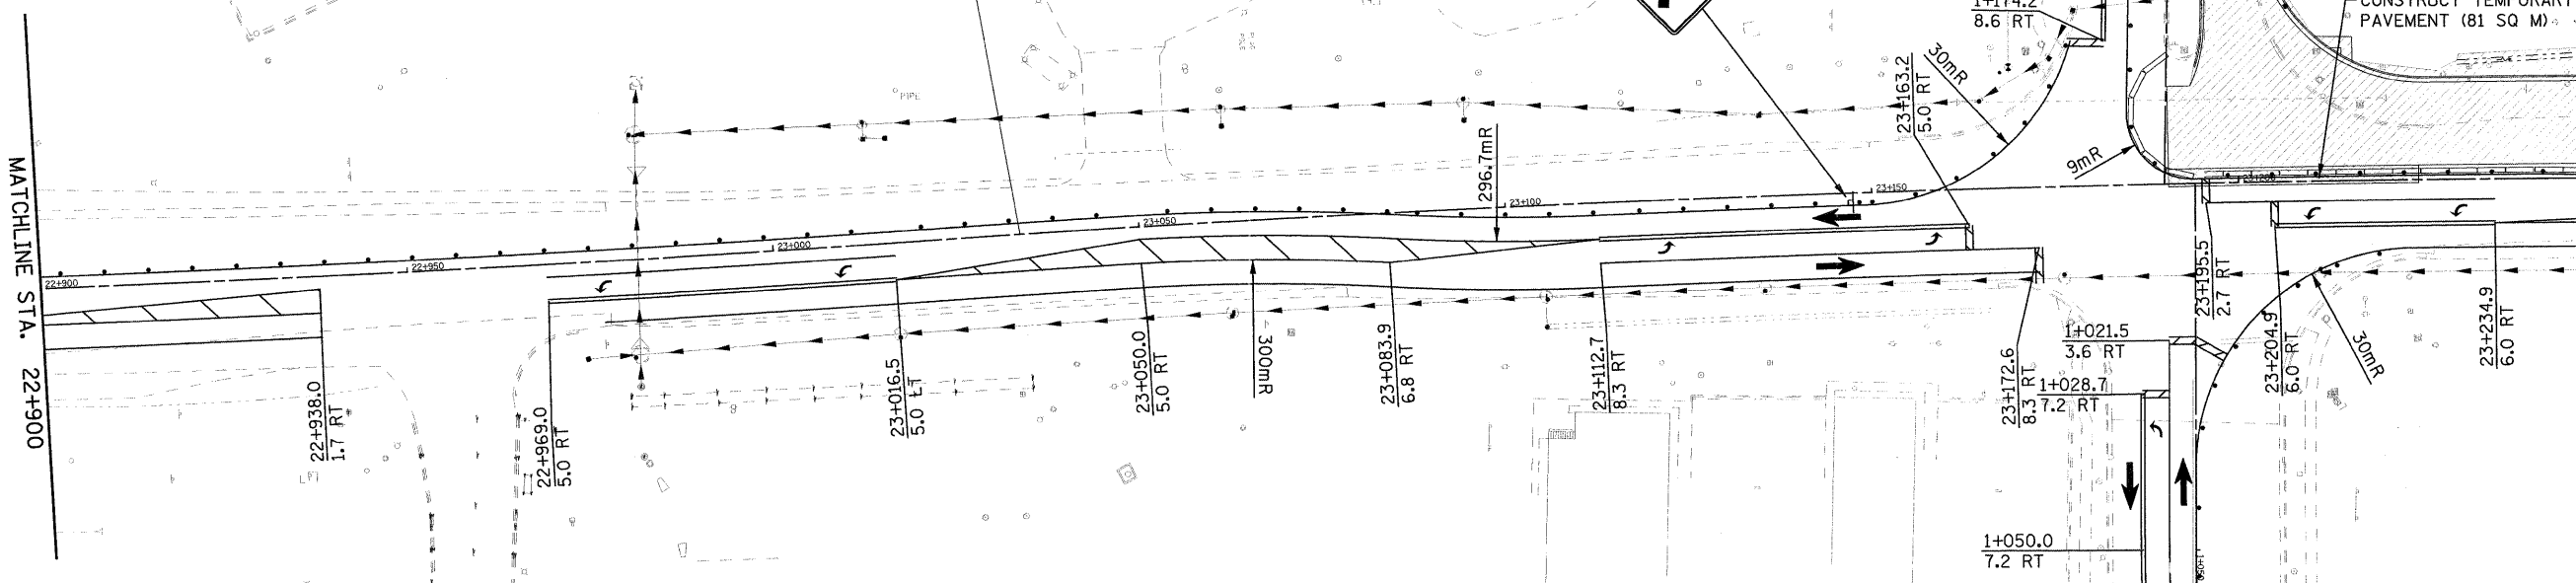 MATCHLINE STA. 22+900
22+900
22+938.0
1.7 RT
22+950
22+969.0
5.0 RT
23+000
23+016.5
5.0 LT
23+050
23+050.0
5.0 RT
300mR
23+083.9
6.8 RT
296.7mR
23+100
23+112.7
8.3 RT
23+150
23+163.2
5.0 RT
30mR
23+172.6
8.3 RT
1+174.2
8.6 RT
9mR
23+195.5
2.7 RT
23+200
23+204.9
6.0 RT
23+234.9
6.0 RT
30mR
1+021.5
3.6 RT
1+028.7
7.2 RT
1+050.0
7.2 RT
1+050
CONSTRUCT TEMPORARY
PAVEMENT (81 SQ M)
PIPE